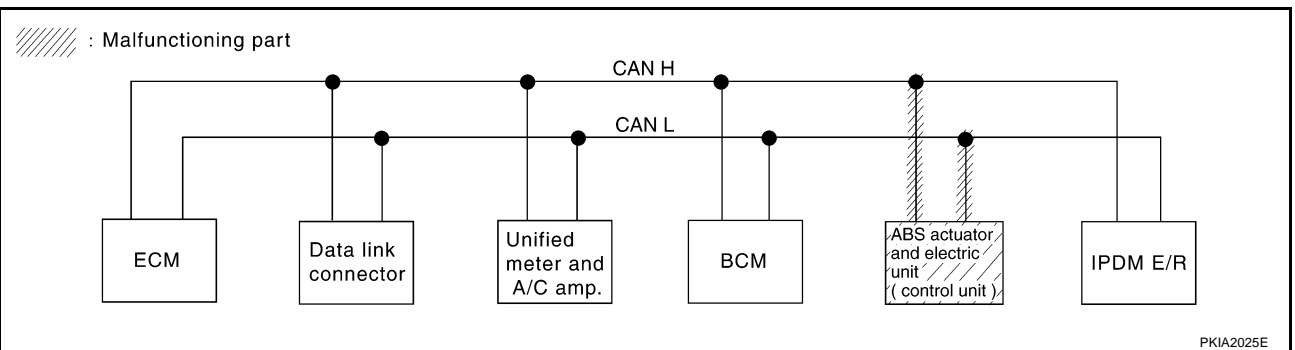 : Malfunctioning part
CAN H
CAN L
ECM
Data link
connector
Unified
meter and
A/C amp.
BCM
ABS actuator
and electric
unit
( control unit )
IPDM E/R
PKIA2025E